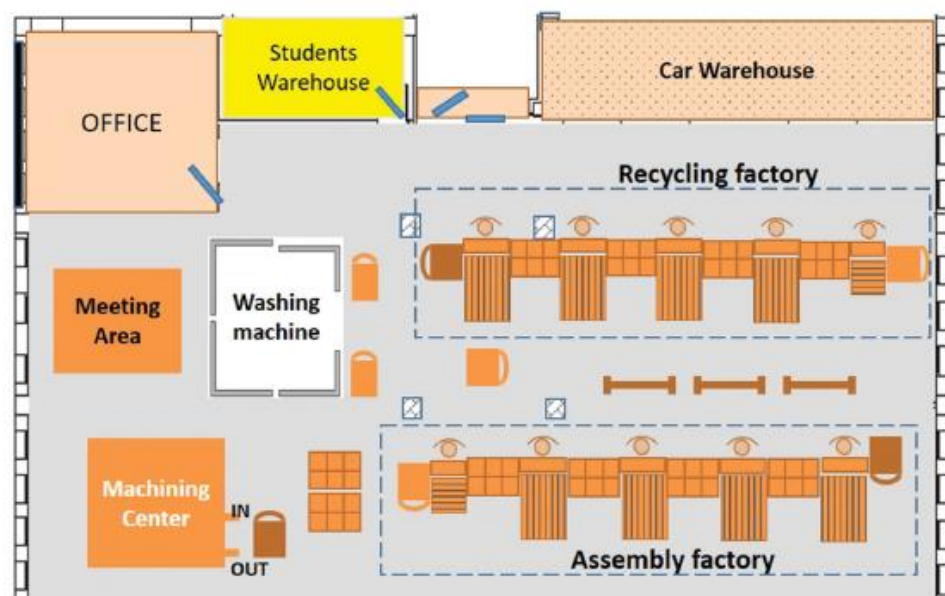 Students
Warehouse
OFFICE
Car Warehouse
Recycling factory
Meeting
Area
Washing
machine
Machining
Center
IN
OUT
Assembly factory